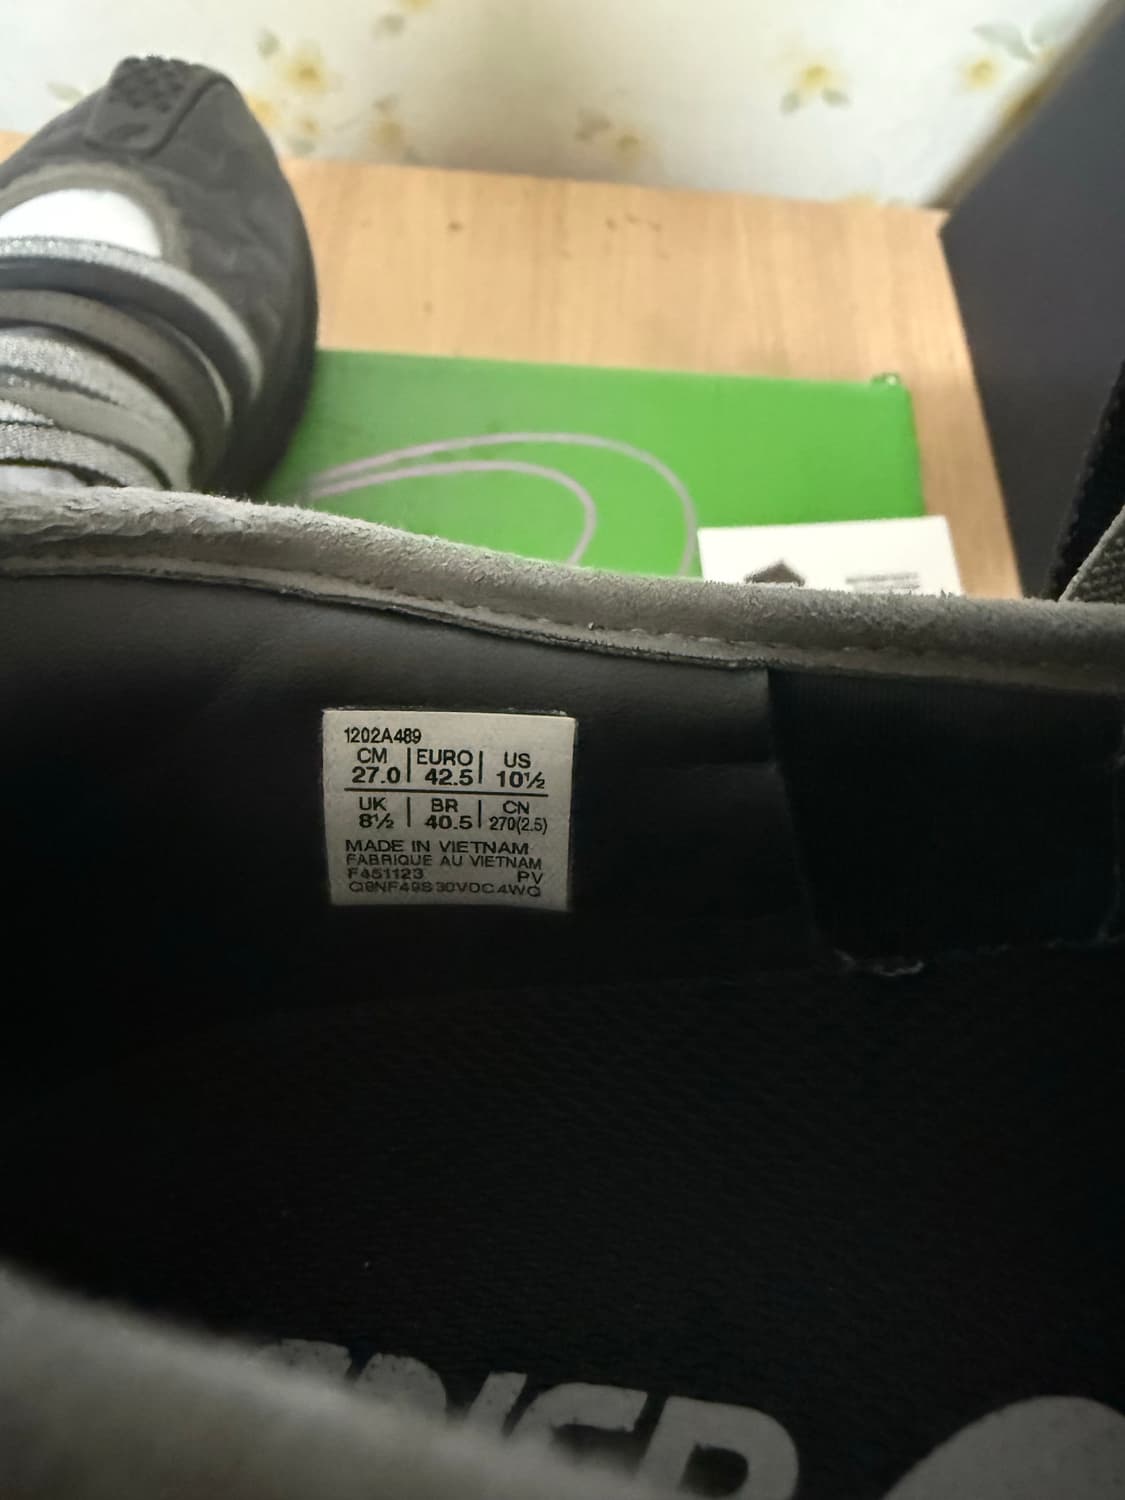 1202A489
CM | EURO | US
27.0 | 42.5 | 10½
UK | BR | CN
8½ | 40.5 | 270(2.5)
MADE IN VIETNAM
FABRIQUE AU VIETNAM
F451123 PV